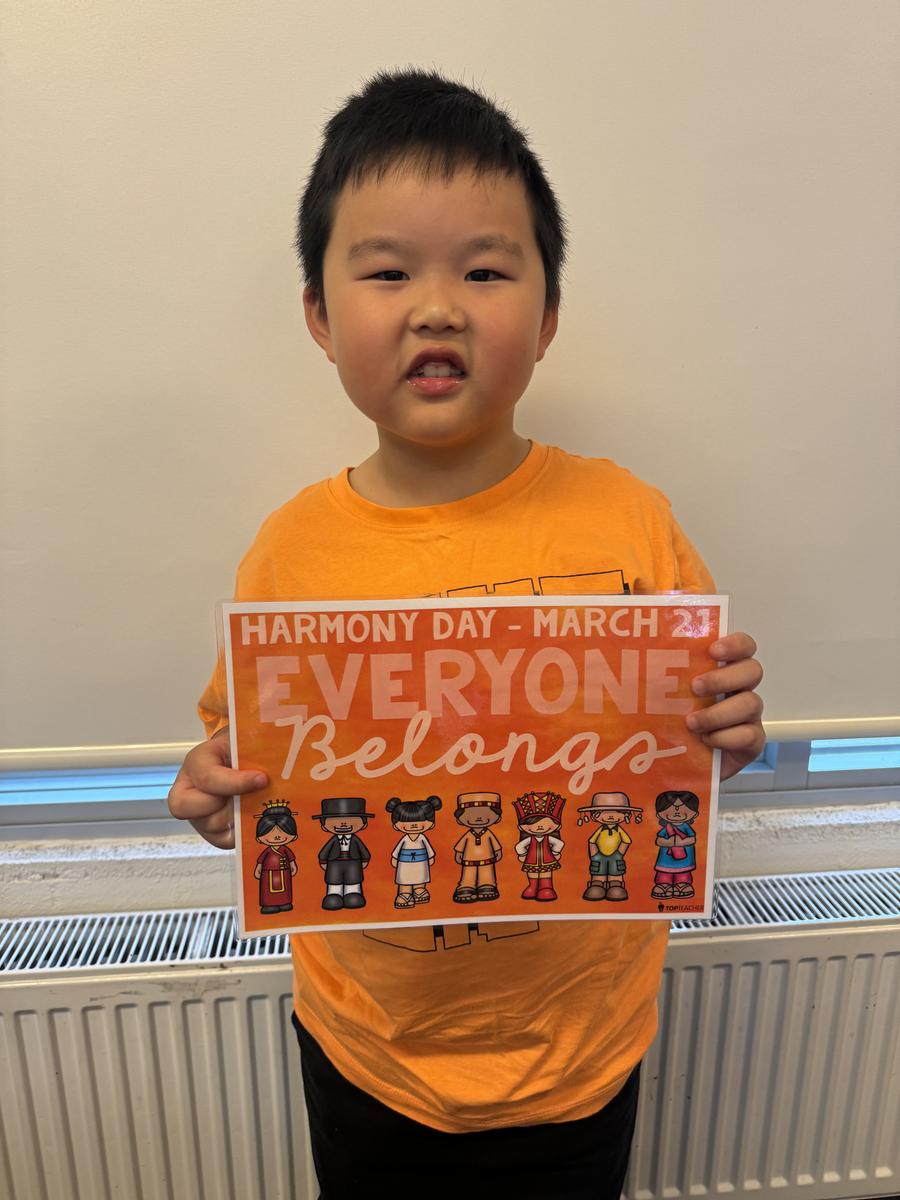 HARMONY DAY - MARCH 21
EVERYONE
Belongs
TOPTEACHER